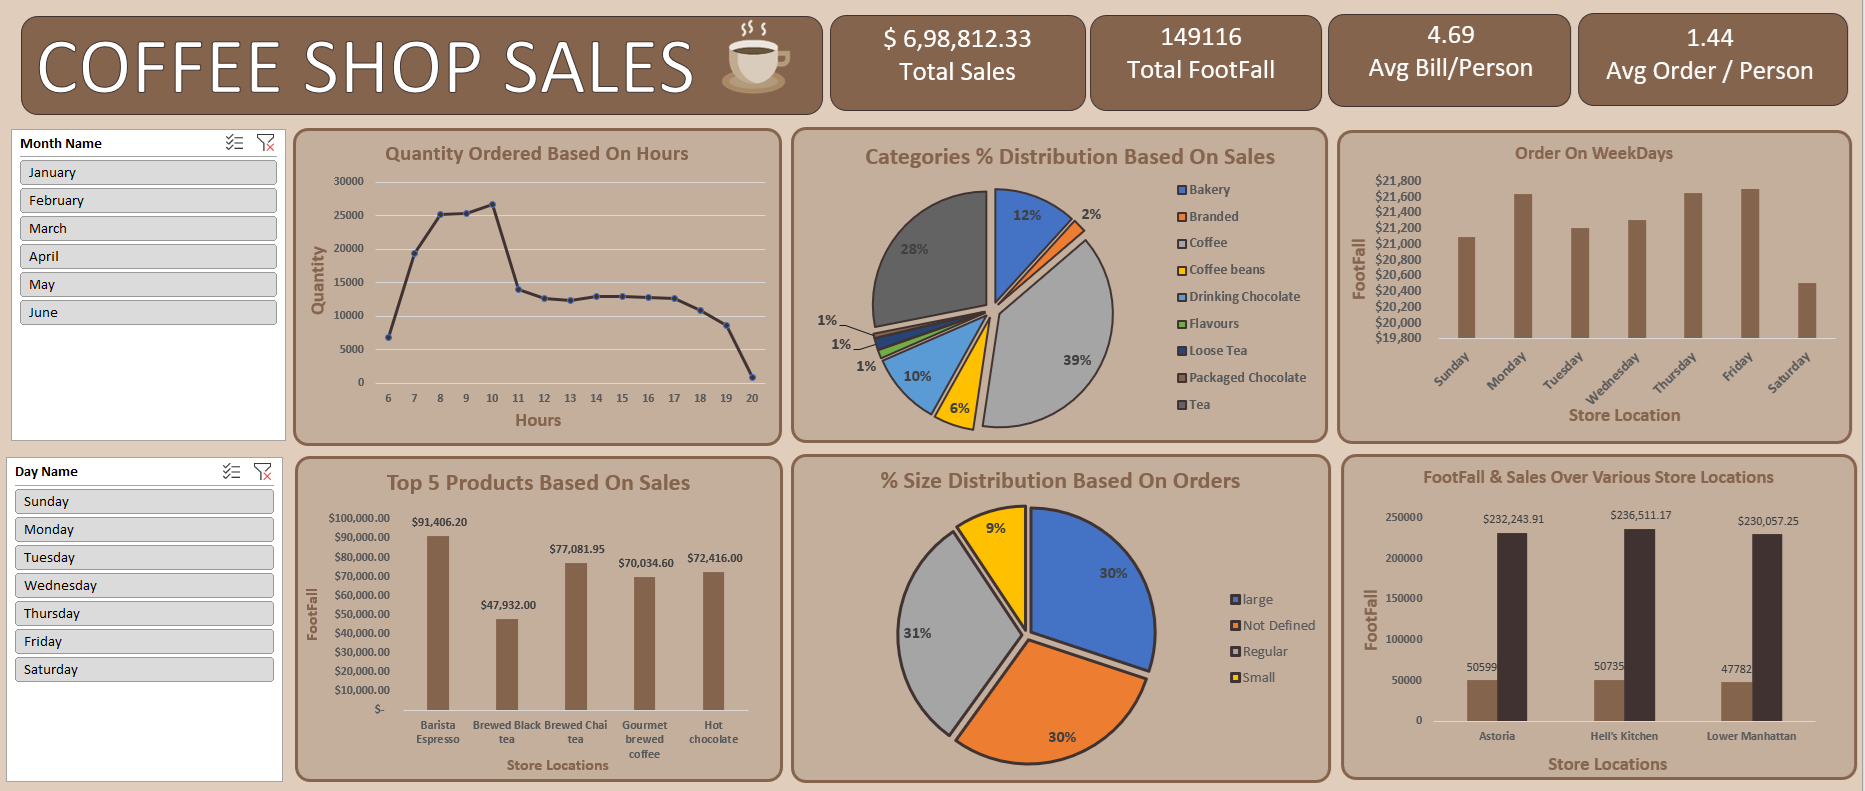 COFFEE SHOP SALES
$ 6,98,812.33
Total Sales
149116
Total FootFall
4.69
Avg Bill/Person
1.44
Avg Order / Person
Month Name
January
February
March
April
May
June
Day Name
Sunday
Monday
Tuesday
Wednesday
Thursday
Friday
Saturday
Quantity Ordered Based On Hours
Quantity
30000
25000
20000
15000
10000
5000
0
6 7 8 9 10 11 12 13 14 15 16 17 18 19 20
Hours
Categories % Distribution Based On Sales
12%
2%
39%
6%
10%
1%
1%
1%
28%
Bakery
Branded
Coffee
Coffee beans
Drinking Chocolate
Flavours
Loose Tea
Packaged Chocolate
Tea
Order On WeekDays
FootFall
$21,800
$21,600
$21,400
$21,200
$21,000
$20,800
$20,600
$20,400
$20,200
$20,000
$19,800
Sunday
Monday
Tuesday
Wednesday
Thursday
Friday
Saturday
Store Location
Top 5 Products Based On Sales
FootFall
$100,000.00
$90,000.00
$80,000.00
$70,000.00
$60,000.00
$50,000.00
$40,000.00
$30,000.00
$20,000.00
$10,000.00
$-
$91,406.20
$47,932.00
$77,081.95
$70,034.60
$72,416.00
Barista
Espresso
Brewed Black
tea
Brewed Chai
tea
Gourmet
brewed
coffee
Hot
chocolate
Store Locations
% Size Distribution Based On Orders
30%
30%
31%
9%
large
Not Defined
Regular
Small
FootFall & Sales Over Various Store Locations
FootFall
250000
200000
150000
100000
50000
0
$232,243.91
$236,511.17
$230,057.25
50599
50735
47782
Astoria
Hell's Kitchen
Lower Manhattan
Store Locations